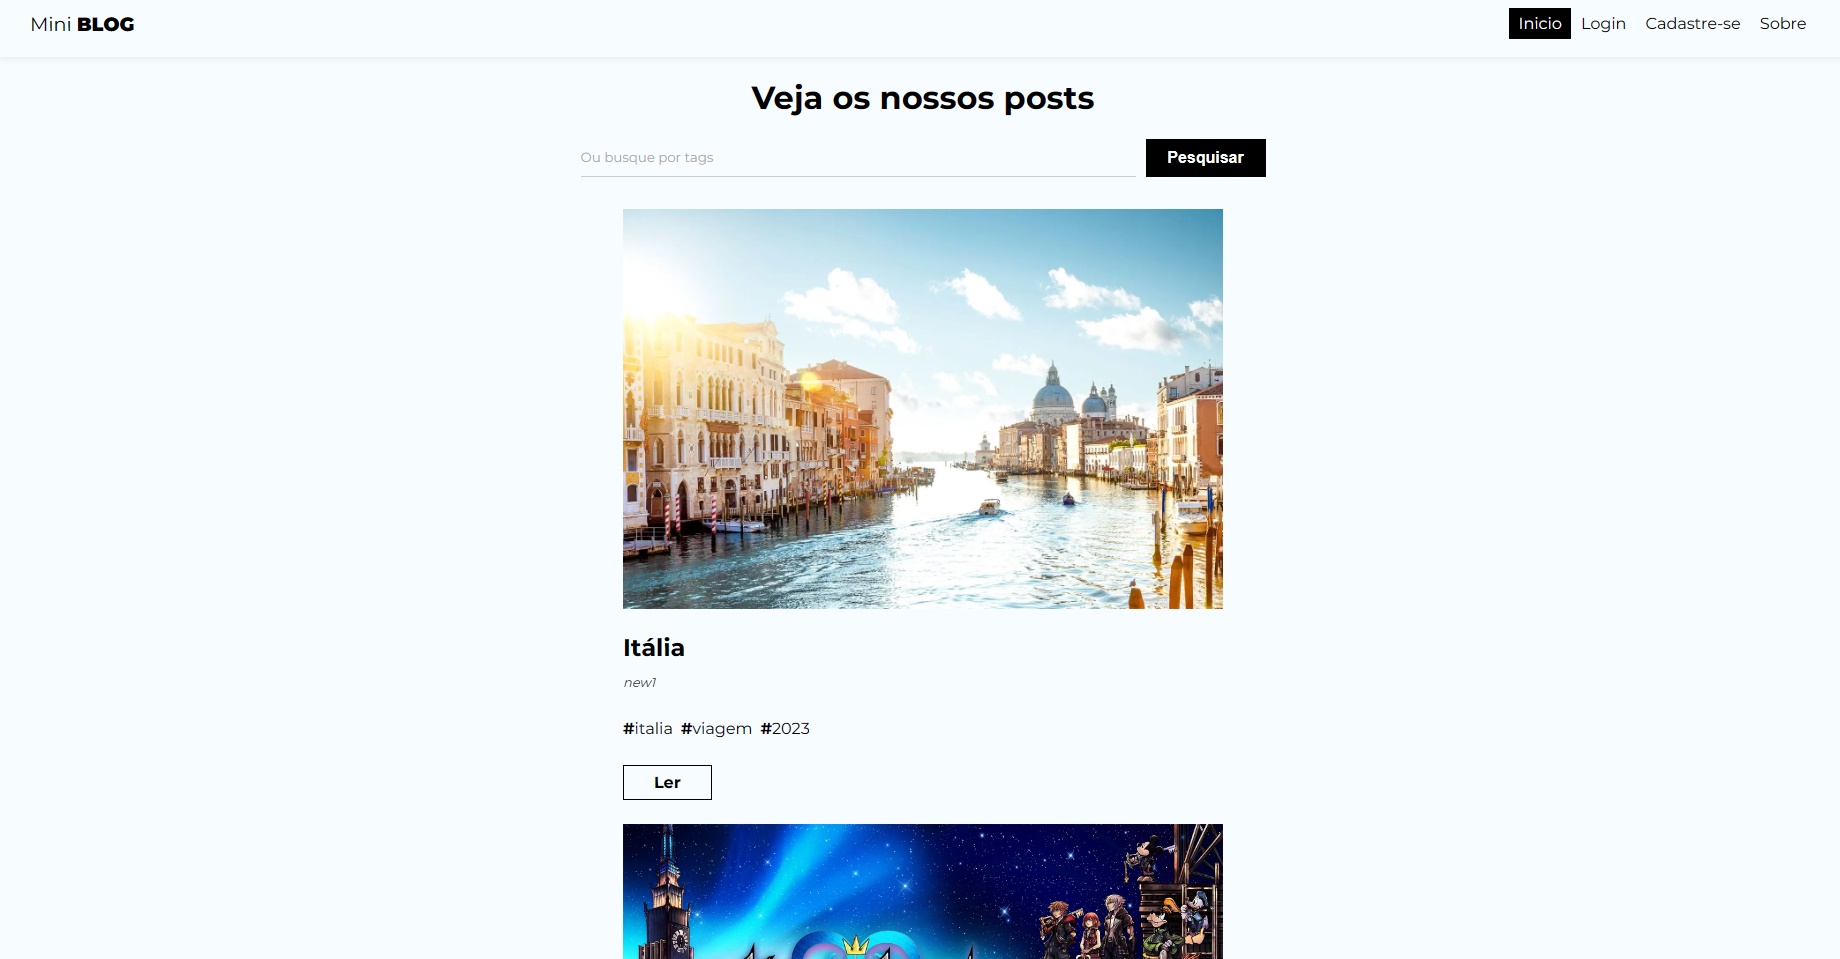 Mini BLOG
Inicio Login Cadastre-se Sobre
Veja os nossos posts
Ou busque por tags
Pesquisar
Itália
new1
#italia #viagem #2023
Ler